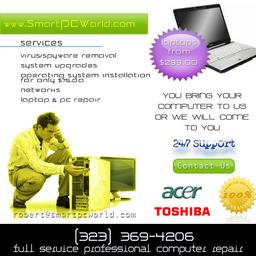 www.SmartPCWorld.com
services
virus/spyware removal
system upgrades
operating system installation
for only $75.00
networks
laptop & pc repair
laptops
from
$299.00
YOU BRING YOUR
COMPUTER TO US
OR WE WILL COME
TO YOU
24/7 Support
Contact Us
acer
TOSHIBA
100%
robert@smartpcworld.com
(323) 369-4206
full service professional computer repair